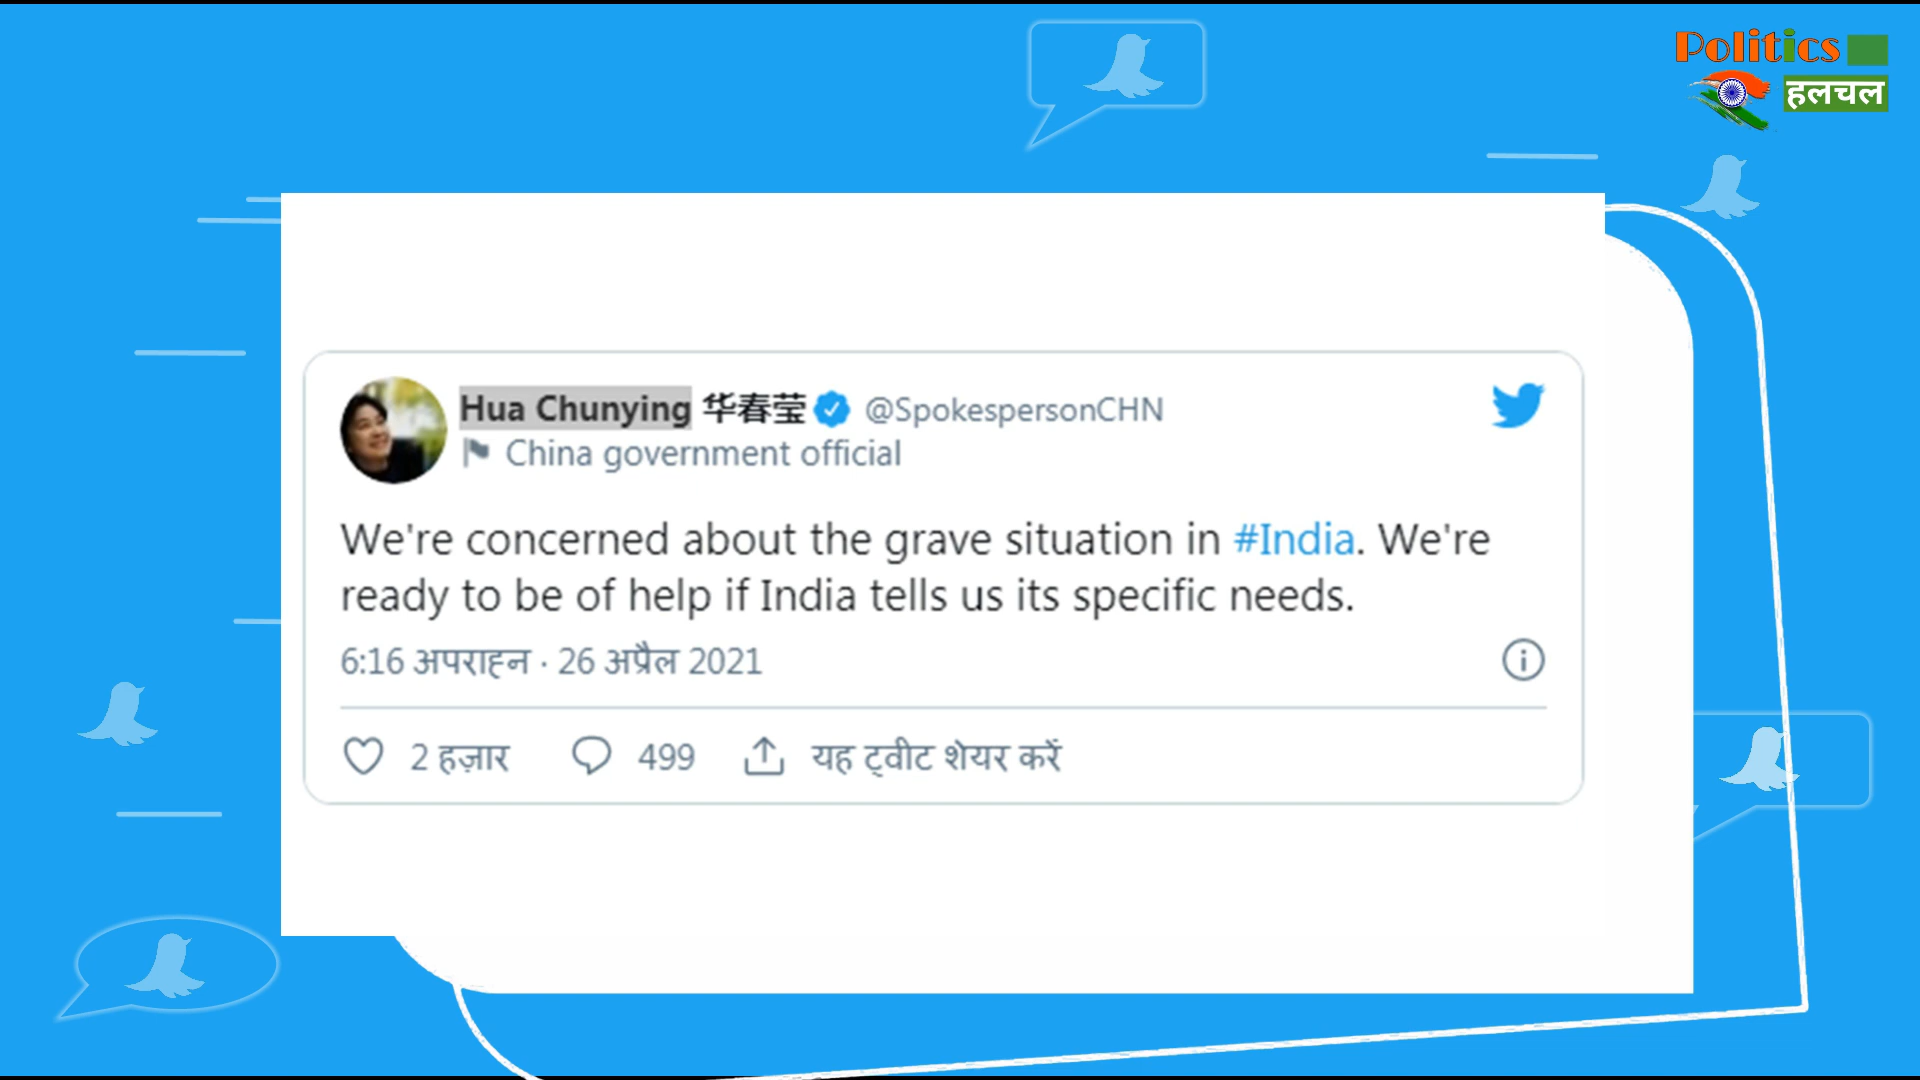 Politics
हलचल
Hua Chunying 华春莹 @SpokespersonCHN
China government official
We're concerned about the grave situation in #India. We're
ready to be of help if India tells us its specific needs.
6:16 अपराह्न · 26 अप्रैल 2021
2 हज़ार 499 यह ट्वीट शेयर करें